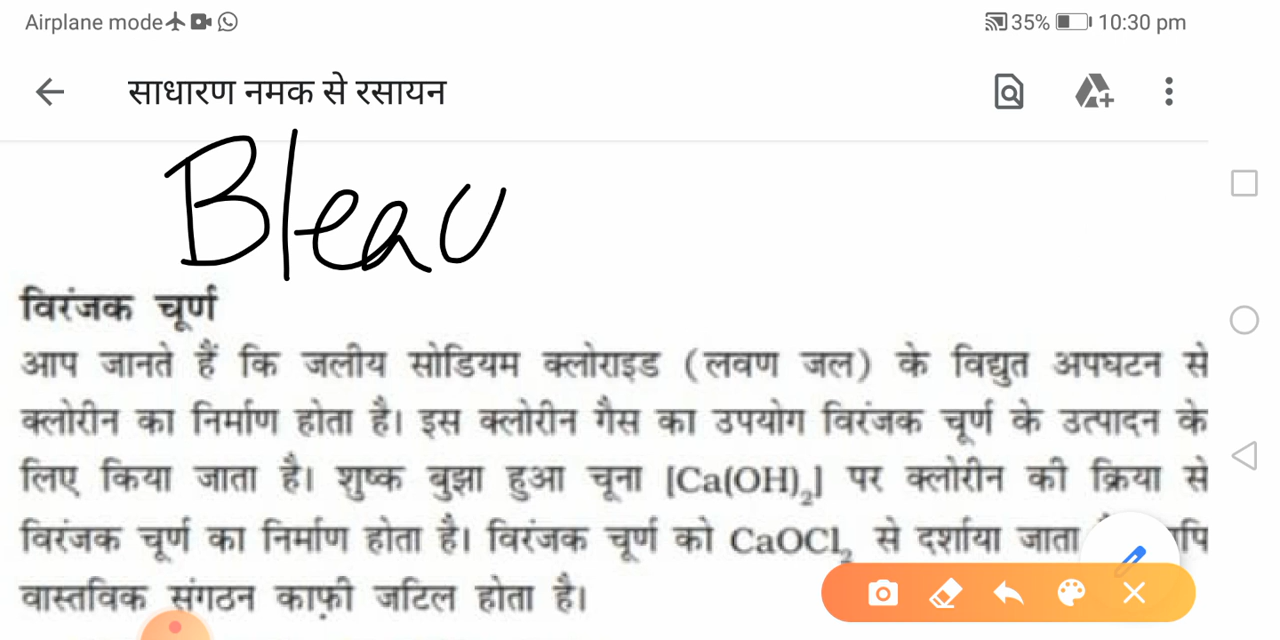 Airplane mode 35% 10:30 pm
साधारण नमक से रसायन
Bleac
विरंजक चूर्ण
आप जानते हैं कि जलीय सोडियम क्लोराइड (लवण जल) के विद्युत अपघटन से
क्लोरीन का निर्माण होता है। इस क्लोरीन गैस का उपयोग विरंजक चूर्ण के उत्पादन के
लिए किया जाता है। शुष्क बुझा हुआ चूना [Ca(OH)₂] पर क्लोरीन की क्रिया से
विरंजक चूर्ण का निर्माण होता है। विरंजक चूर्ण को CaOCl₂ से दर्शाया जाता
वास्तविक संगठन काफ़ी जटिल होता है।